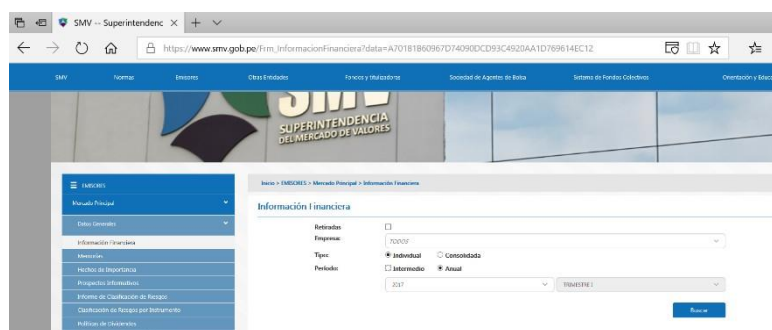 SMV -- Superintendenc
https://www.smv.gob.pe/Frm_InformacionFinanciera?data=A70181860967D74090DCD93C4920AA1D769614EC12
SMV Normas Emisores Otras Entidades Fondos y titulizadoras Sociedad de Agentes de Bolsa Sistema de Fondos Colectivos Orientación y Educa
SMV
SUPERINTENDENCIA
DEL MERCADO DE VALORES
EMISORES
Inicio > EMISORES > Mercado Principal > Información Financiera
Mercado Principal
Información Financiera
Datos Generales
Retiradas
Información Financiera
Empresa: TODOS
Memorias
Tipo: Individual Consolidada
Hechos de Importancia
Periodo: Intermedio Anual
Prospectos Informativos
2017 TRIMESTRE I
Informe de Clasificación de Riesgos
Clasificación de Riesgos por Instrumento
Buscar
Políticas de Dividendos